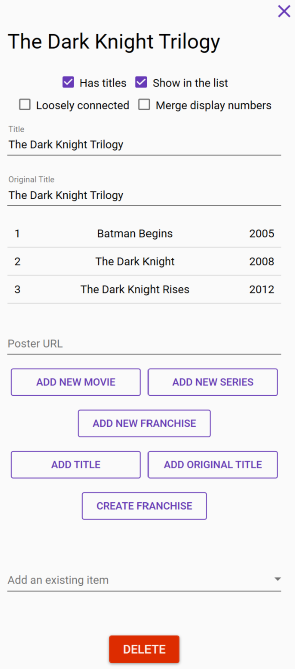 The Dark Knight Trilogy
Has titles Show in the list
Loosely connected Merge display numbers
Title
The Dark Knight Trilogy
Original Title
The Dark Knight Trilogy
1 Batman Begins 2005
2 The Dark Knight 2008
3 The Dark Knight Rises 2012
Poster URL
ADD NEW MOVIE ADD NEW SERIES
ADD NEW FRANCHISE
ADD TITLE ADD ORIGINAL TITLE
CREATE FRANCHISE
Add an existing item
DELETE